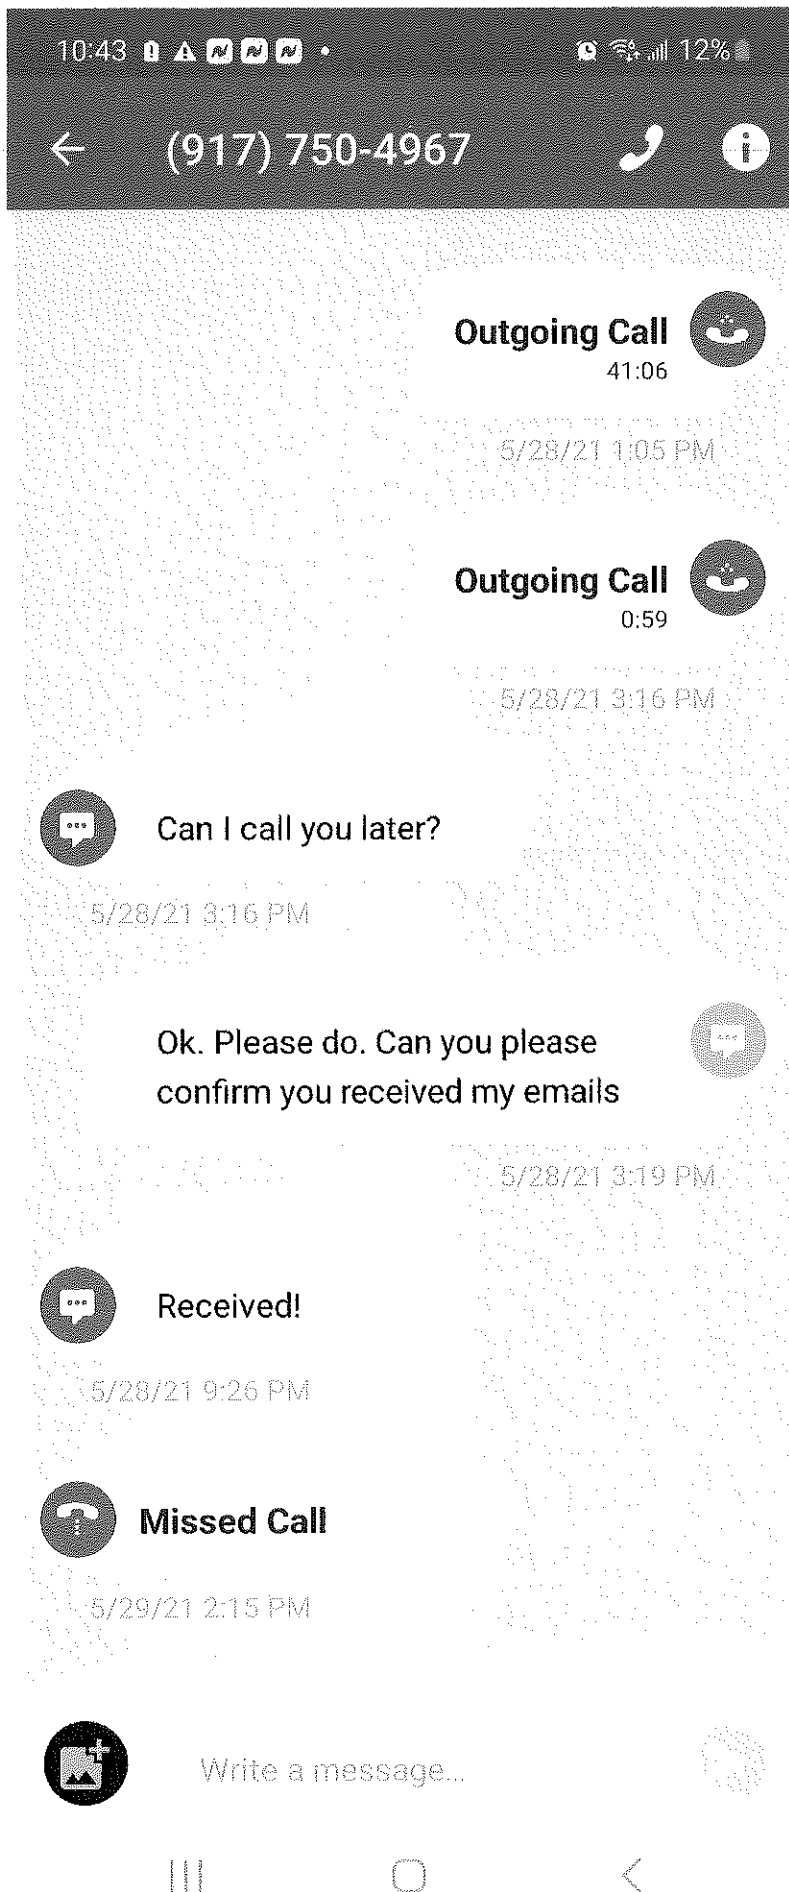 10:43
12%
(917) 750-4967
Outgoing Call
41:06
5/28/21 1:05 PM
Outgoing Call
0:59
5/28/21 3:16 PM
Can I call you later?
5/28/21 3:16 PM
Ok. Please do. Can you please
confirm you received my emails
5/28/21 3:19 PM
Received!
5/28/21 9:26 PM
Missed Call
5/29/21 2:15 PM
Write a message...